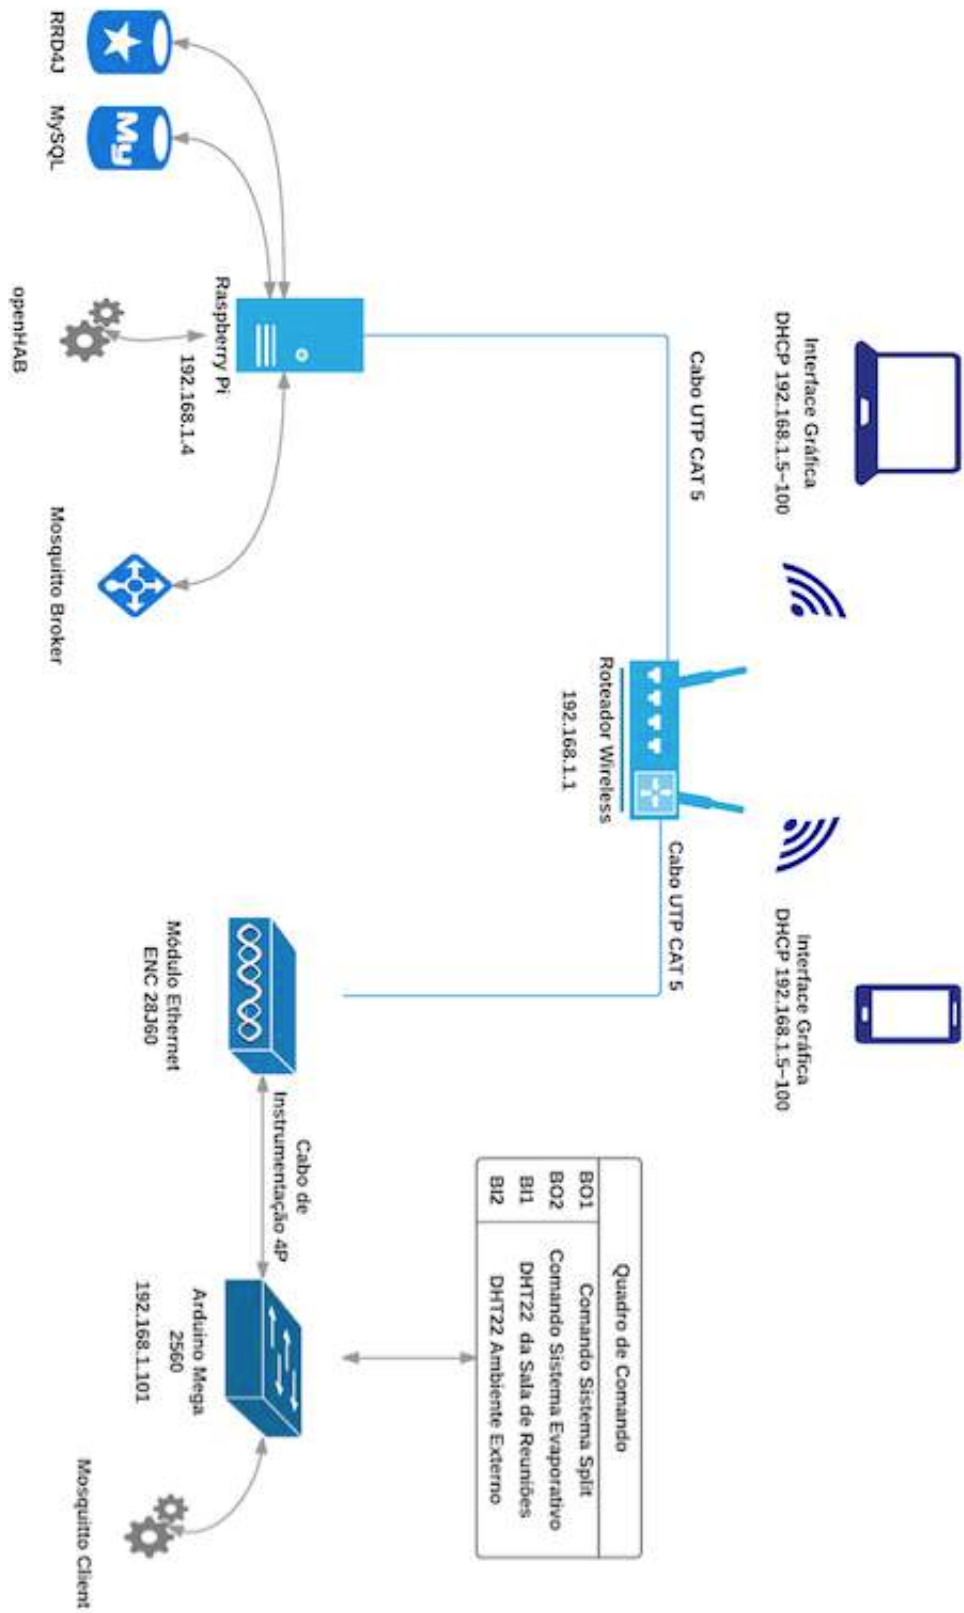 Interface Gráfica
DHCP 192.168.1.5–100
Interface Gráfica
DHCP 192.168.1.5–100
Cabo UTP CAT 5
Roteador Wireless
192.168.1.1
Cabo UTP CAT 5
RRD4J
MySQL
My
Raspberry Pi
192.168.1.4
openHAB
Mosquitto Broker
Módulo Ethernet
ENC 28J60
Cabo de
Instrumentação 4P
Quadro de Comando
BO1 Comando Sistema Split
BO2 Comando Sistema Evaporativo
BI1 DHT22 da Sala de Reuniões
BI2 DHT22 Ambiente Externo
Arduino Mega
2560
192.168.1.101
Mosquitto Client